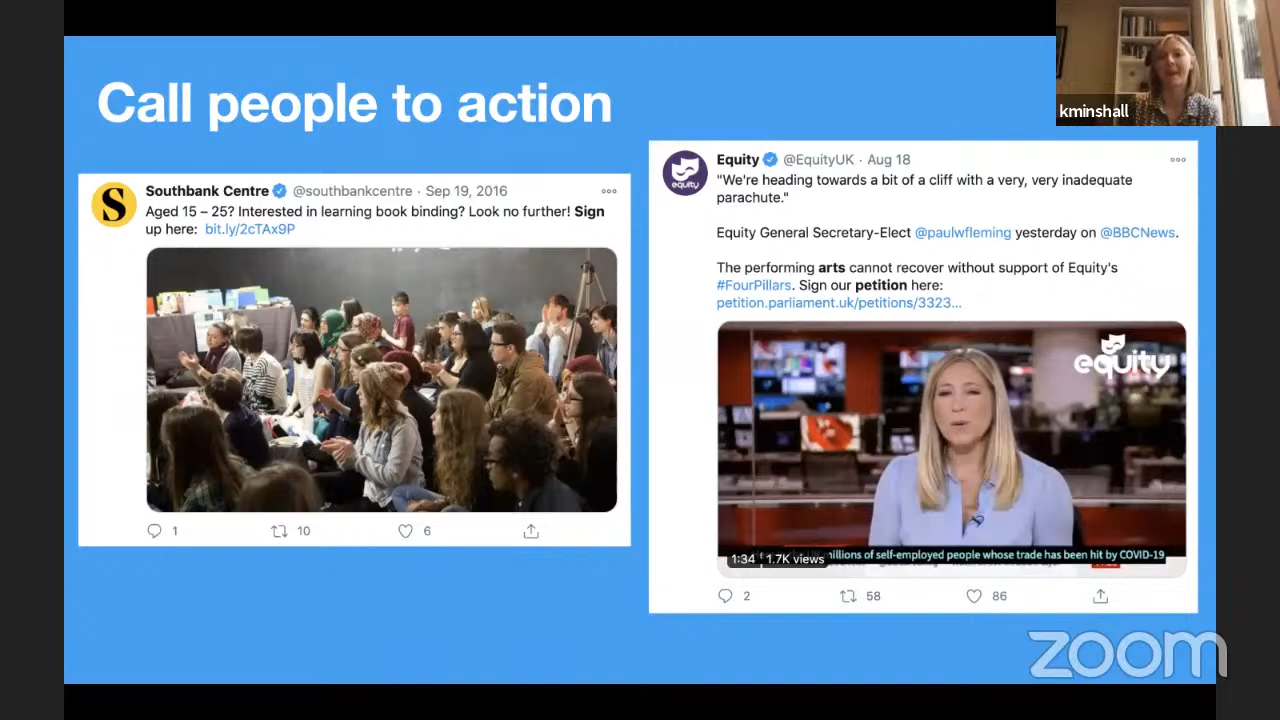 Call people to action
kminshall
Southbank Centre @southbankcentre · Sep 19, 2016
Aged 15 – 25? Interested in learning book binding? Look no further! Sign
up here: bit.ly/2cTAx9P
1 10 6
Equity @EquityUK · Aug 18
"We're heading towards a bit of a cliff with a very, very inadequate
parachute."
Equity General Secretary-Elect @paulwfleming yesterday on @BBCNews.
The performing arts cannot recover without support of Equity's
#FourPillars. Sign our petition here:
petition.parliament.uk/petitions/3323...
equity
equity
UK millions of self-employed people whose trade has been hit by COVID-19
1:34 1.7K views
2 58 86
zoom